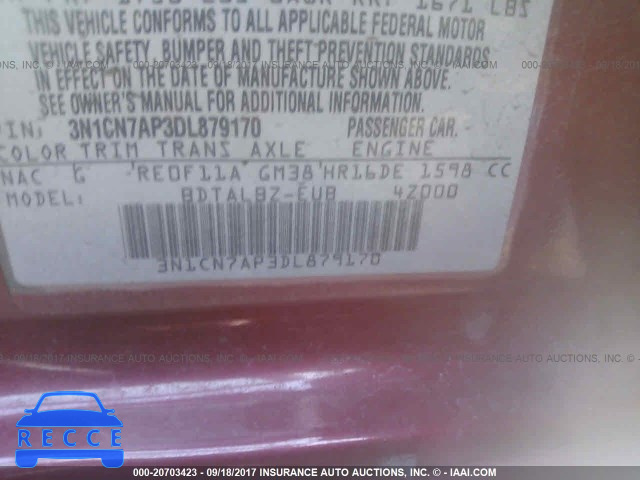 1671 LBS
THIS VEHICLE CONFORMS TO ALL APPLICABLE FEDERAL MOTOR
VEHICLE SAFETY, BUMPER AND THEFT PREVENTION STANDARDS
IN EFFECT ON THE DATE OF MANUFACTURE SHOWN ABOVE.
SEE OWNER'S MANUAL FOR ADDITIONAL INFORMATION.
3N1CN7AP3DL879170 PASSENGER CAR.
COLOR TRIM TRANS AXLE ENGINE
NAC G RE0F11A GM38 HR16DE 1598 CC
MODEL: BDTALBZ-EUB 4Z000
3N1CN7AP3DL879170
RECCE
000-20703423 - 09/18/2017 INSURANCE AUTO AUCTIONS, INC. - © - IAAI.COM